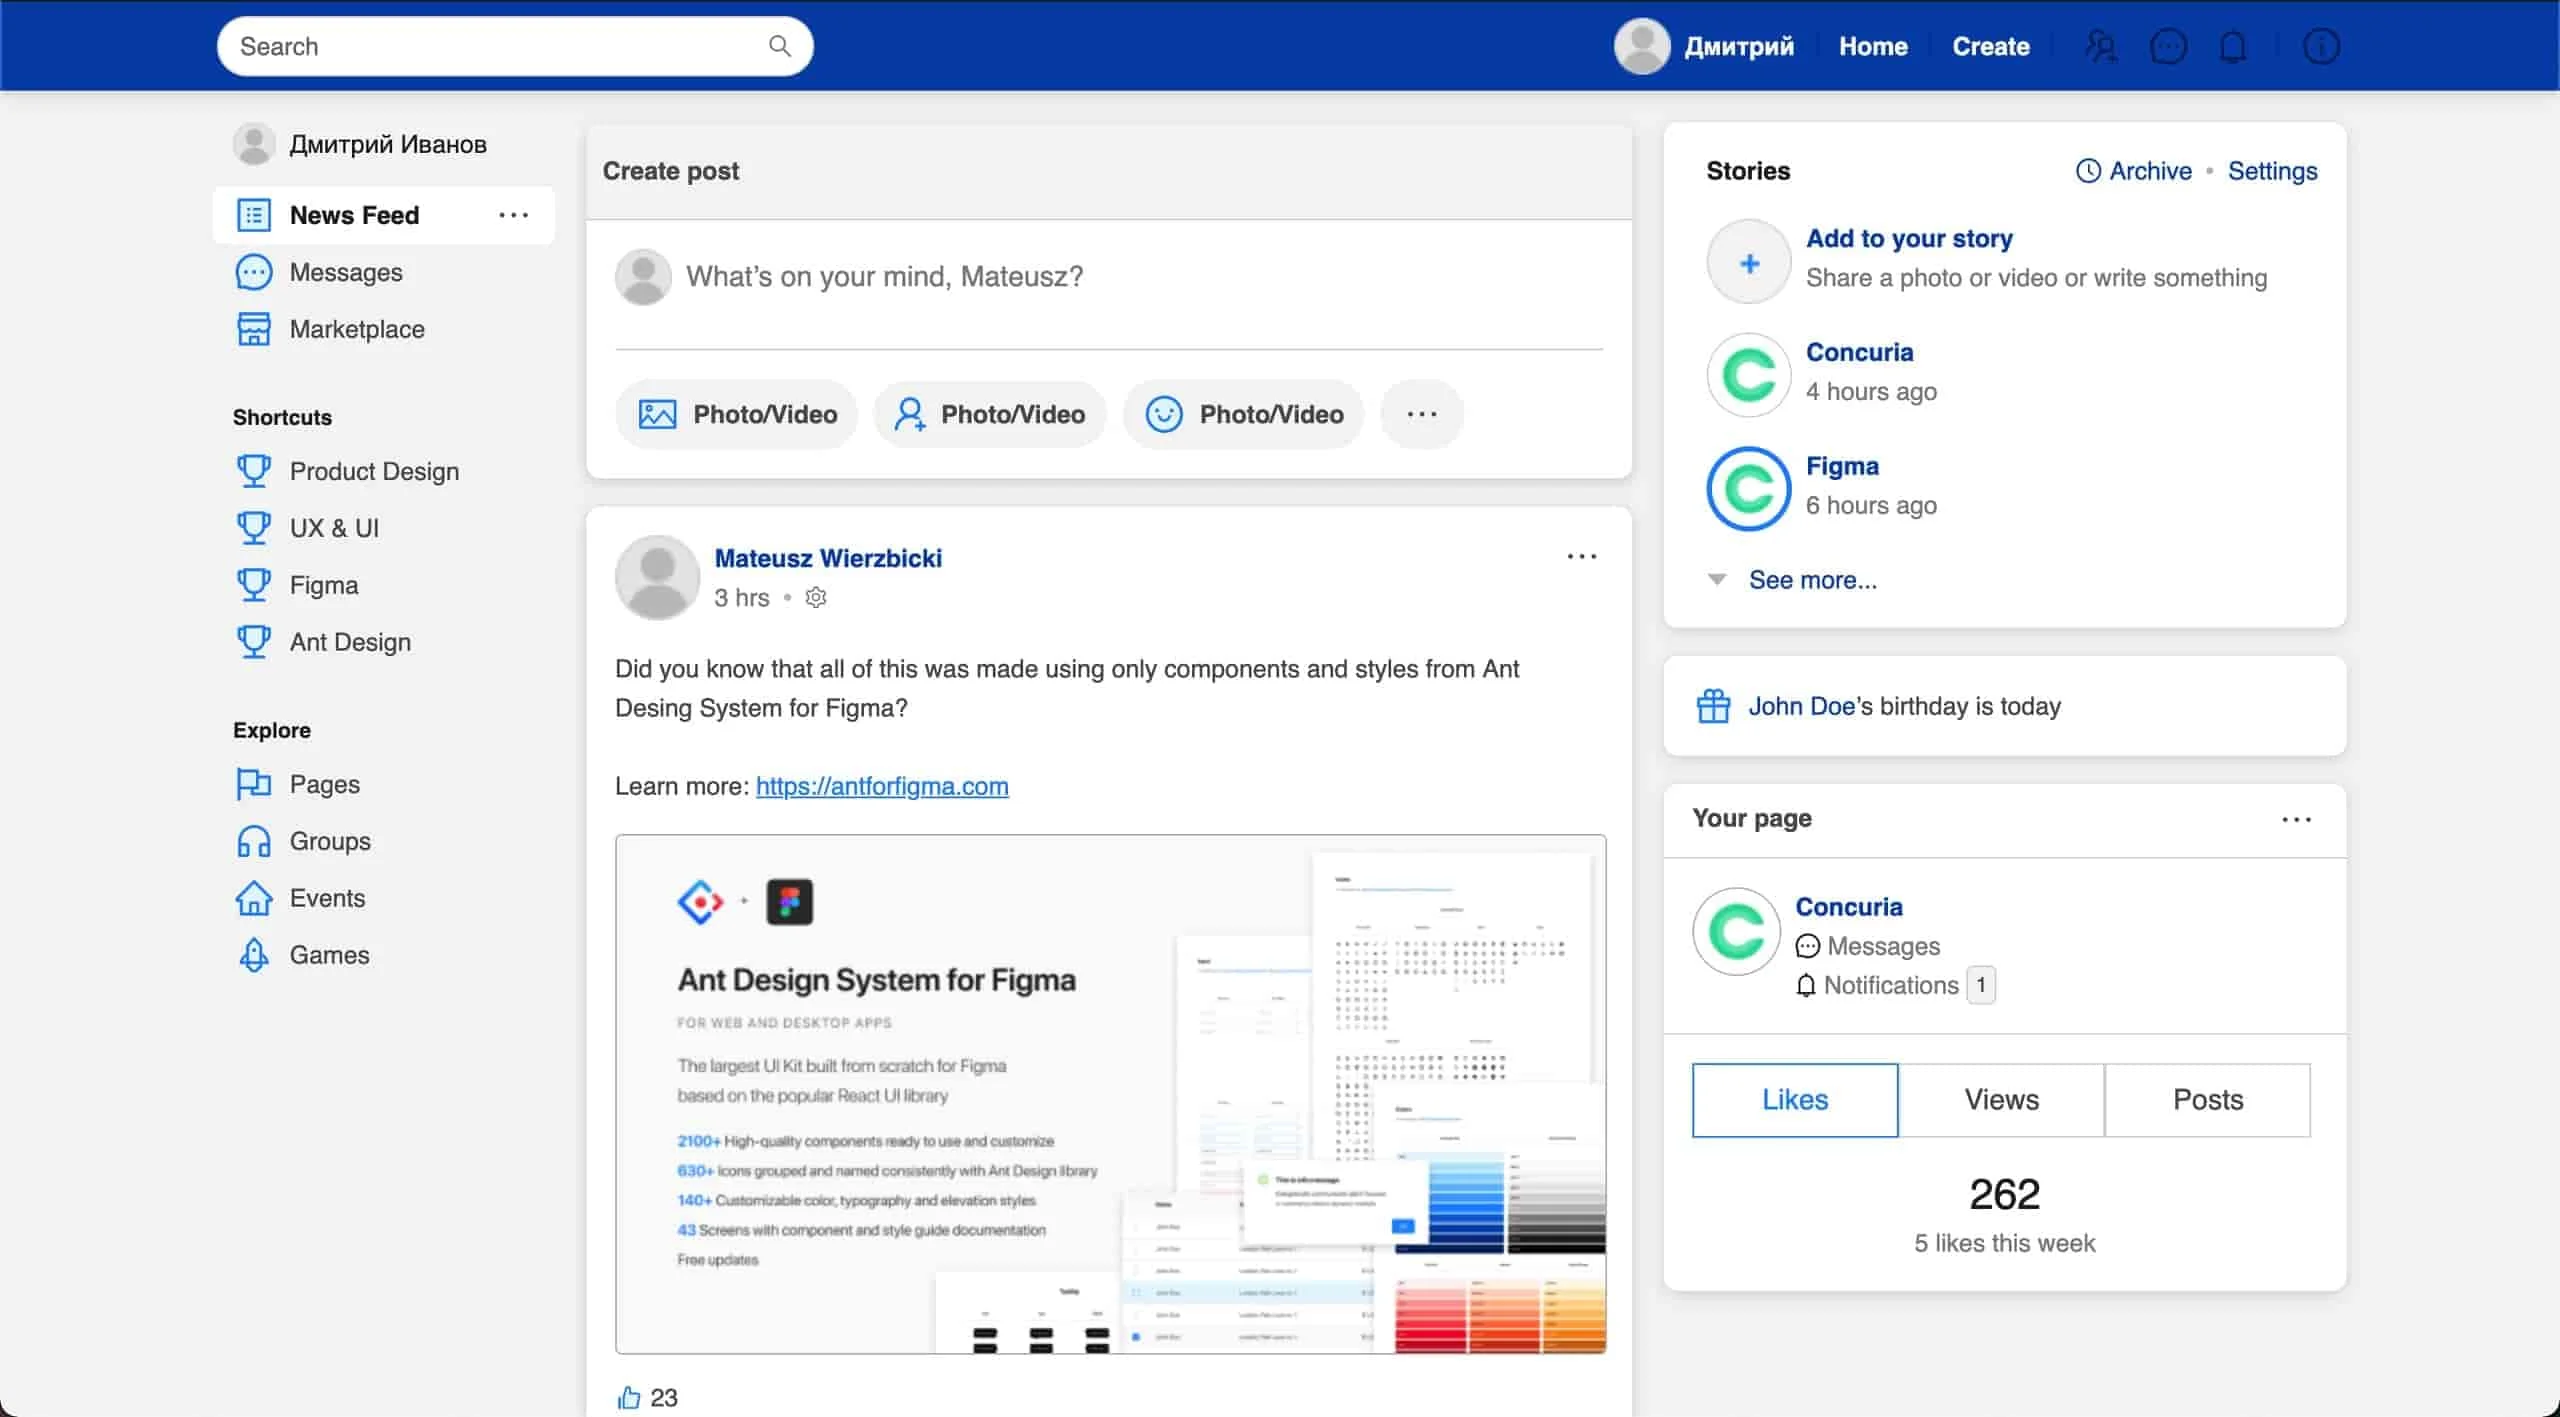 Search
Дмитрий
Home
Create
Дмитрий Иванов
News Feed
Messages
Marketplace
Shortcuts
Product Design
UX & UI
Figma
Ant Design
Explore
Pages
Groups
Events
Games
Create post
What's on your mind, Mateusz?
Photo/Video
Photo/Video
Photo/Video
Mateusz Wierzbicki
3 hrs
Did you know that all of this was made using only components and styles from Ant
Desing System for Figma?
Learn more: https://antforfigma.com
Ant Design System for Figma
FOR WEB AND DESKTOP APPS
The largest UI Kit built from scratch for Figma
based on the popular React UI library
2100+ High-quality components ready to use and customize
630+ Icons grouped and named consistently with Ant Design library
140+ Customizable color, typography and elevation styles
43 Screens with component and style guide documentation
Free updates
23
Stories
Archive • Settings
Add to your story
Share a photo or video or write something
Concuria
4 hours ago
Figma
6 hours ago
See more...
John Doe's birthday is today
Your page
Concuria
Messages
Notifications 1
Likes
Views
Posts
262
5 likes this week